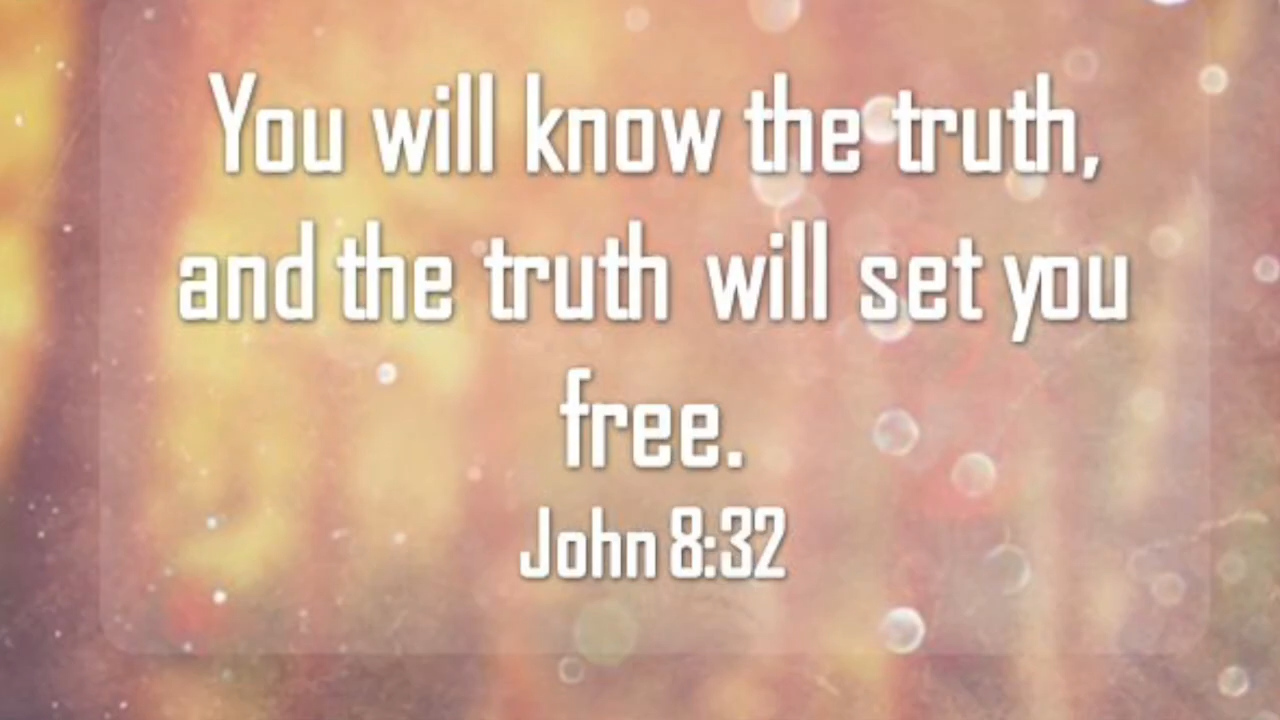 You will know the truth,
and the truth will set you
free.
John 8:32